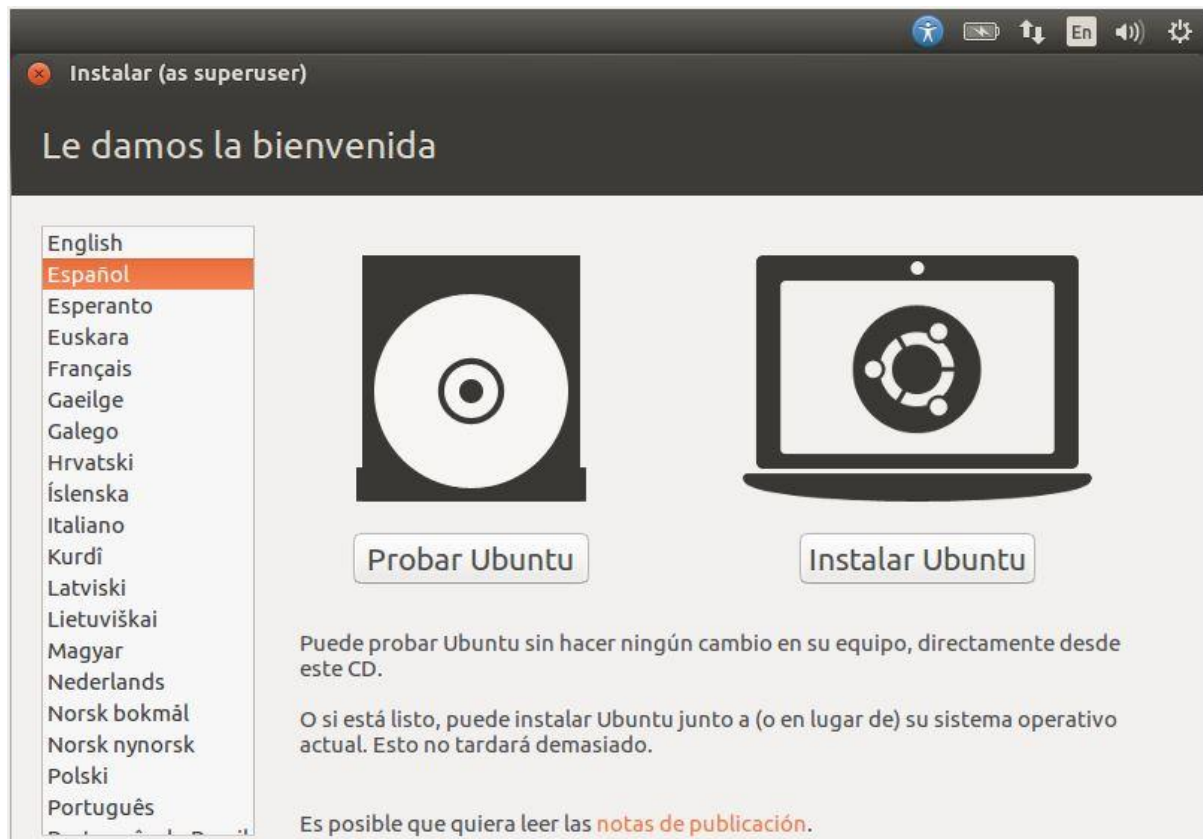 En
Instalar (as superuser)
Le damos la bienvenida
English
Español
Esperanto
Euskara
Français
Gaeilge
Galego
Hrvatski
Íslenska
Italiano
Kurdî
Latviski
Lietuviškai
Magyar
Nederlands
Norsk bokmål
Norsk nynorsk
Polski
Português
Probar Ubuntu
Instalar Ubuntu
Puede probar Ubuntu sin hacer ningún cambio en su equipo, directamente desde
este CD.
O si está listo, puede instalar Ubuntu junto a (o en lugar de) su sistema operativo
actual. Esto no tardará demasiado.
Es posible que quiera leer las notas de publicación.